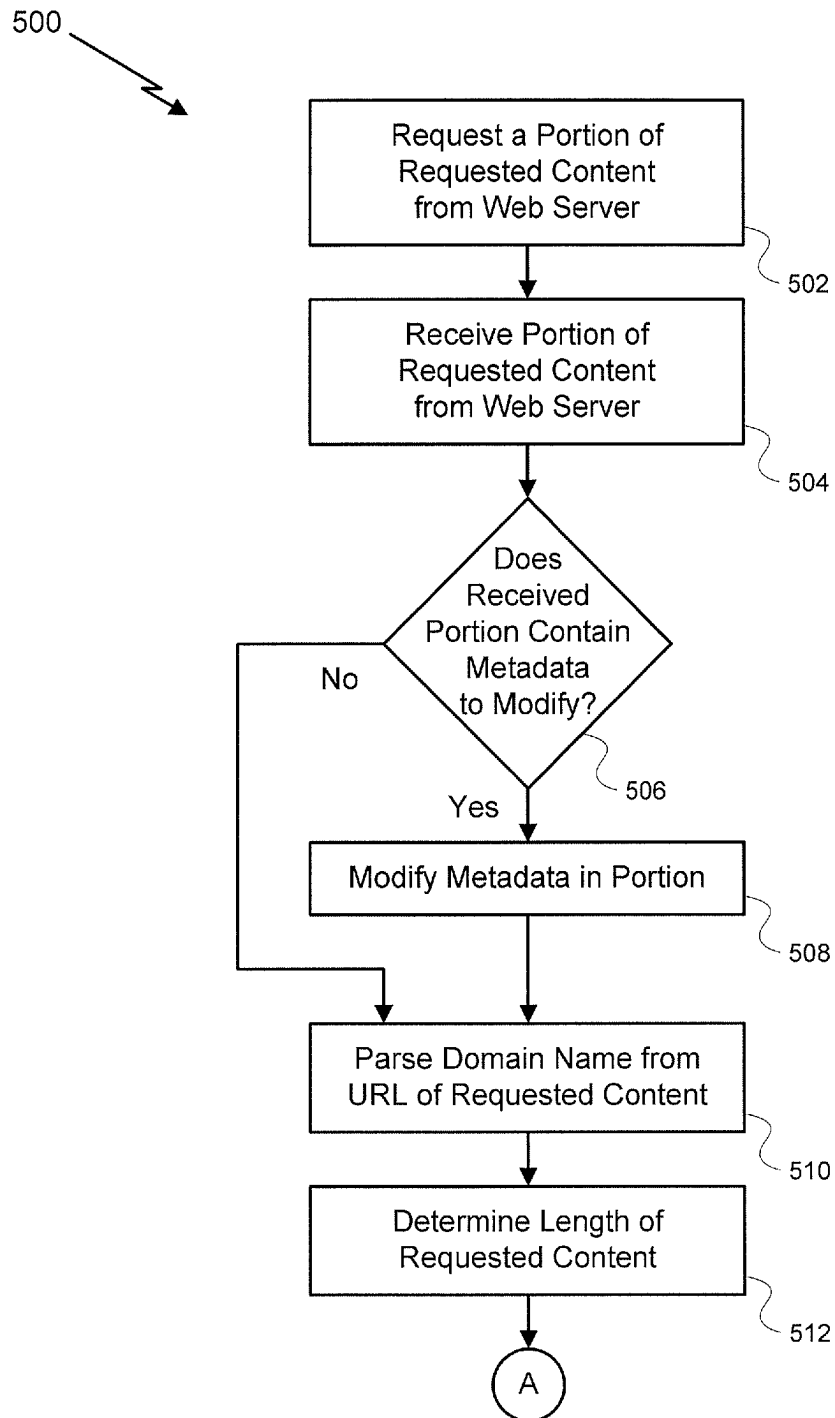 500
Request a Portion of
Requested Content
from Web Server
502
Receive Portion of
Requested Content
from Web Server
504
Does
Received
Portion Contain
Metadata
to Modify?
No
506
Yes
Modify Metadata in Portion
508
Parse Domain Name from
URL of Requested Content
510
Determine Length of
Requested Content
512
A